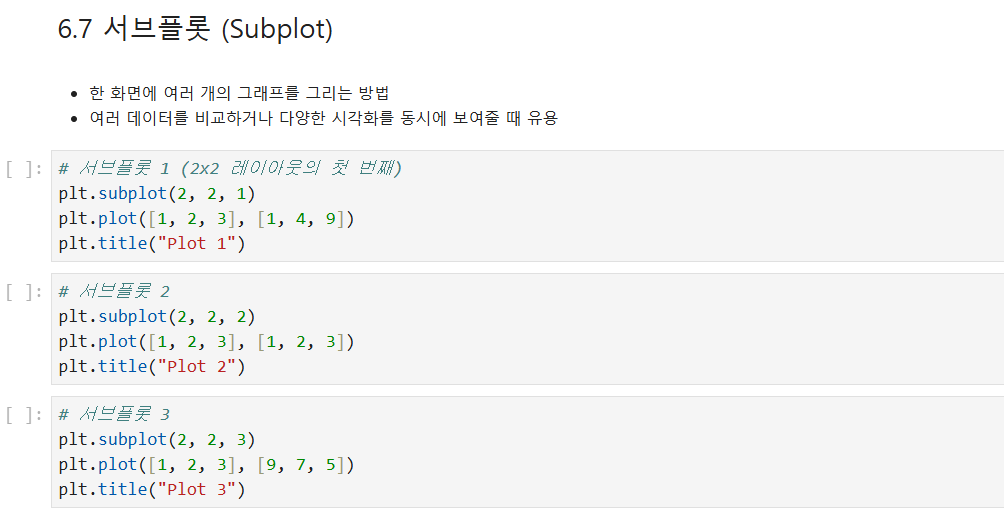 6.7 서브플롯 (Subplot)
• 한 화면에 여러 개의 그래프를 그리는 방법
• 여러 데이터를 비교하거나 다양한 시각화를 동시에 보여줄 때 유용
[ ]: # 서브플롯 1 (2x2 레이아웃의 첫 번째)
plt.subplot(2, 2, 1)
plt.plot([1, 2, 3], [1, 4, 9])
plt.title("Plot 1")
[ ]: # 서브플롯 2
plt.subplot(2, 2, 2)
plt.plot([1, 2, 3], [1, 2, 3])
plt.title("Plot 2")
[ ]: # 서브플롯 3
plt.subplot(2, 2, 3)
plt.plot([1, 2, 3], [9, 7, 5])
plt.title("Plot 3")